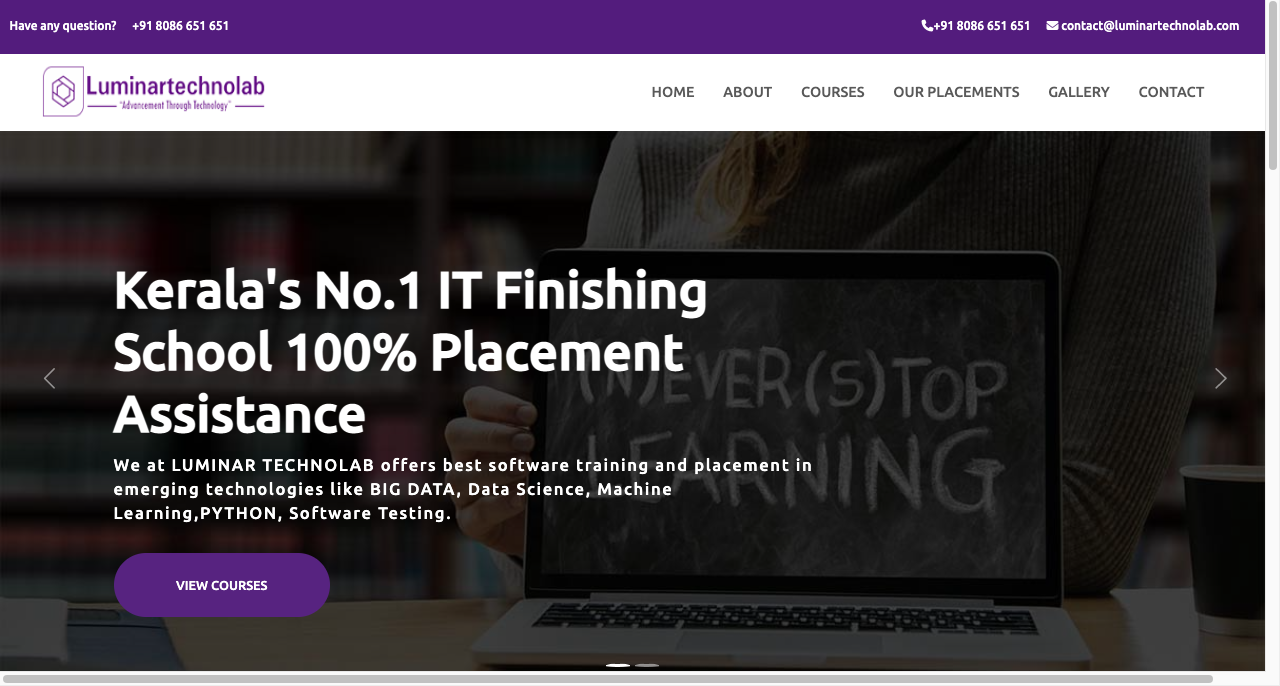 Have any question? +91 8086 651 651
+91 8086 651 651 contact@luminartechnolab.com
Luminartechnolab
"Advancement Through Technology"
HOME ABOUT COURSES OUR PLACEMENTS GALLERY CONTACT
Kerala's No.1 IT Finishing
School 100% Placement
Assistance
We at LUMINAR TECHNOLAB offers best software training and placement in
emerging technologies like BIG DATA, Data Science, Machine
Learning,PYTHON, Software Testing.
VIEW COURSES
(N)EVER(S)TOP
LEARNING